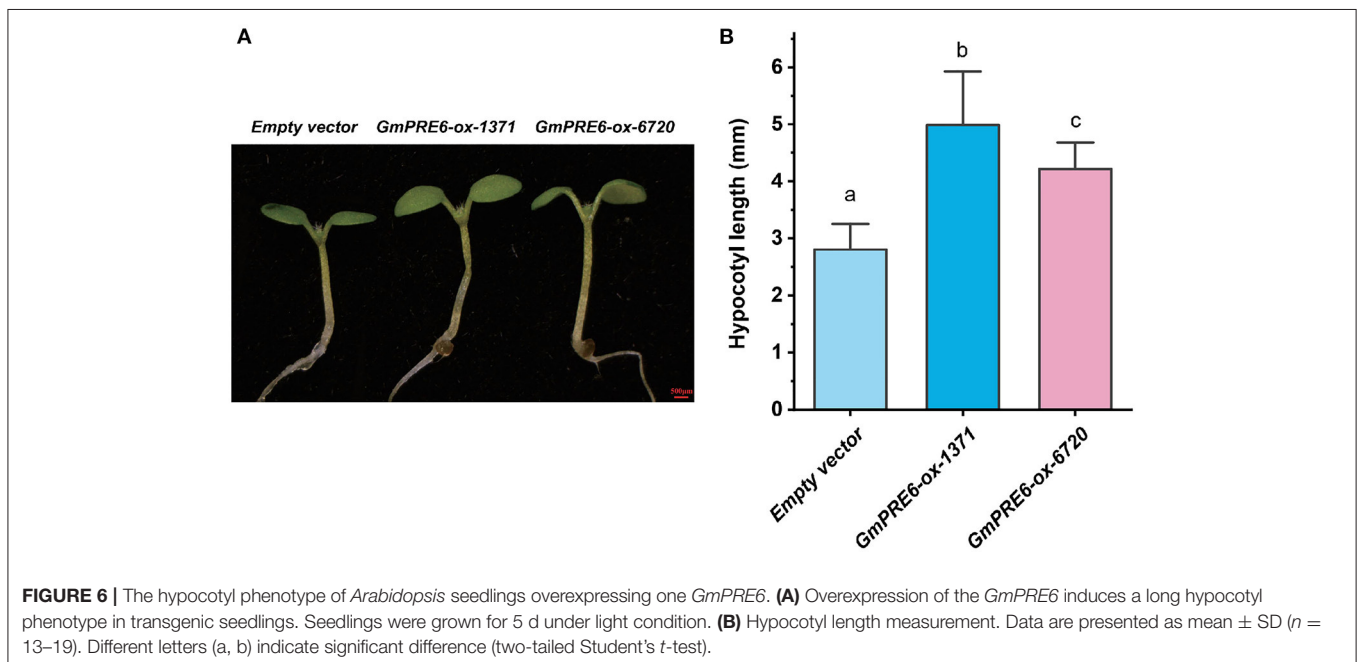 A
Empty vector GmPRE6-ox-1371 GmPRE6-ox-6720
500μm
B
Hypocotyl length (mm)
6
5
4
3
2
1
0
a
b
c
Empty vector
GmPRE6-ox-1371
GmPRE6-ox-6720
FIGURE 6 | The hypocotyl phenotype of Arabidopsis seedlings overexpressing one GmPRE6. (A) Overexpression of the GmPRE6 induces a long hypocotyl
phenotype in transgenic seedlings. Seedlings were grown for 5 d under light condition. (B) Hypocotyl length measurement. Data are presented as mean ± SD (n =
13–19). Different letters (a, b) indicate significant difference (two-tailed Student's t-test).